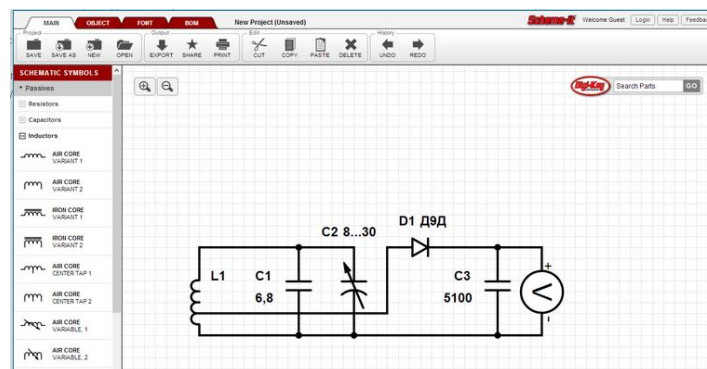 MAIN OBJECT FONT BOM New Project (Unsaved) Scheme-it Welcome Guest Login Help Feedba
Project Output Edit History
SAVE SAVE AS NEW OPEN EXPORT SHARE PRINT CUT COPY PASTE DELETE UNDO REDO
SCHEMATIC SYMBOLS
Passives
Digi-Key Search Parts GO
Resistors
Capacitors
Inductors
AIR CORE
VARIANT 1
AIR CORE
VARIANT 2
IRON CORE
VARIANT 1
IRON CORE
VARIANT 2
AIR CORE
CENTER TAP 1
AIR CORE
CENTER TAP 2
AIR CORE
VARIABLE, 1
AIR CORE
VARIABLE, 2
D1 Д9Д
C2 8...30
L1 C1 C3
6,8 5100
+
V
-